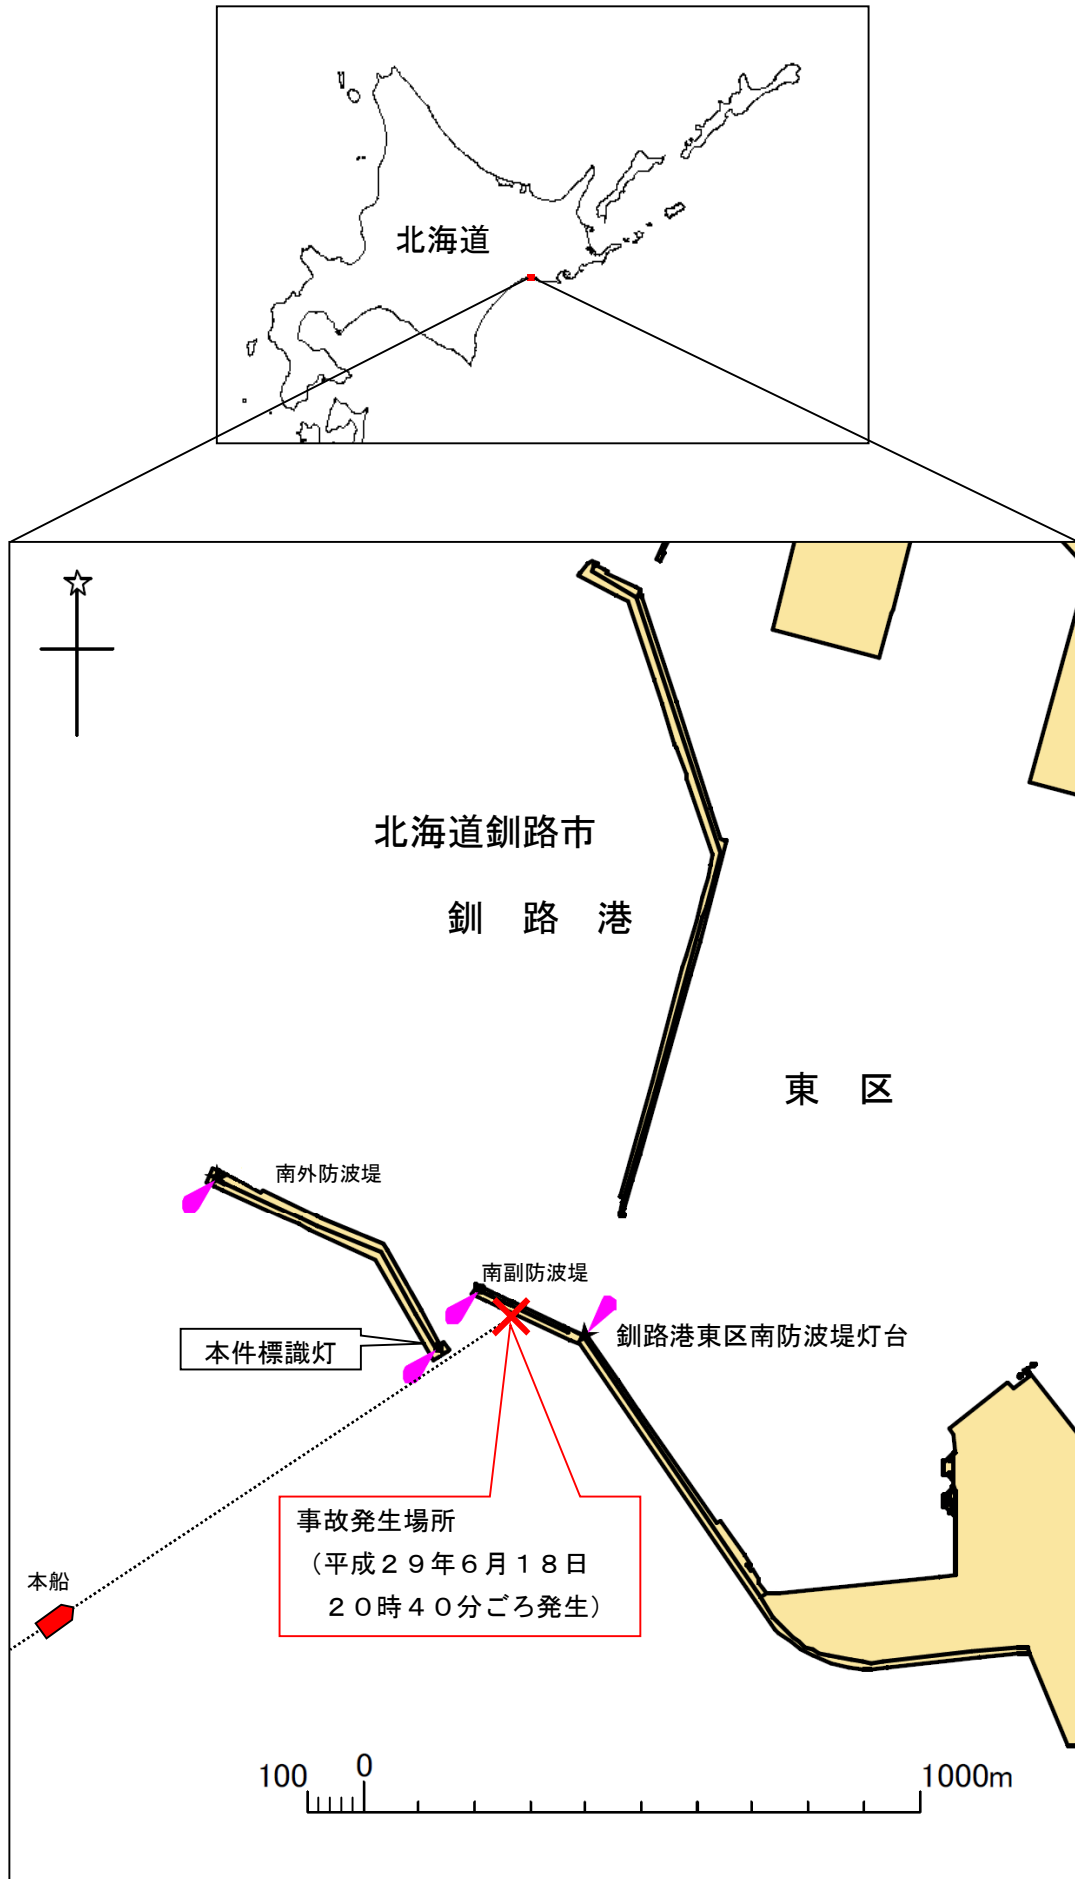 北海道
北海道釧路市
釧　路　港
東　区
南外防波堤
南副防波堤
釧路港東区南防波堤灯台
本件標識灯
事故発生場所
（平成２９年６月１８日
２０時４０分ごろ発生）
本船
100 0 1000m